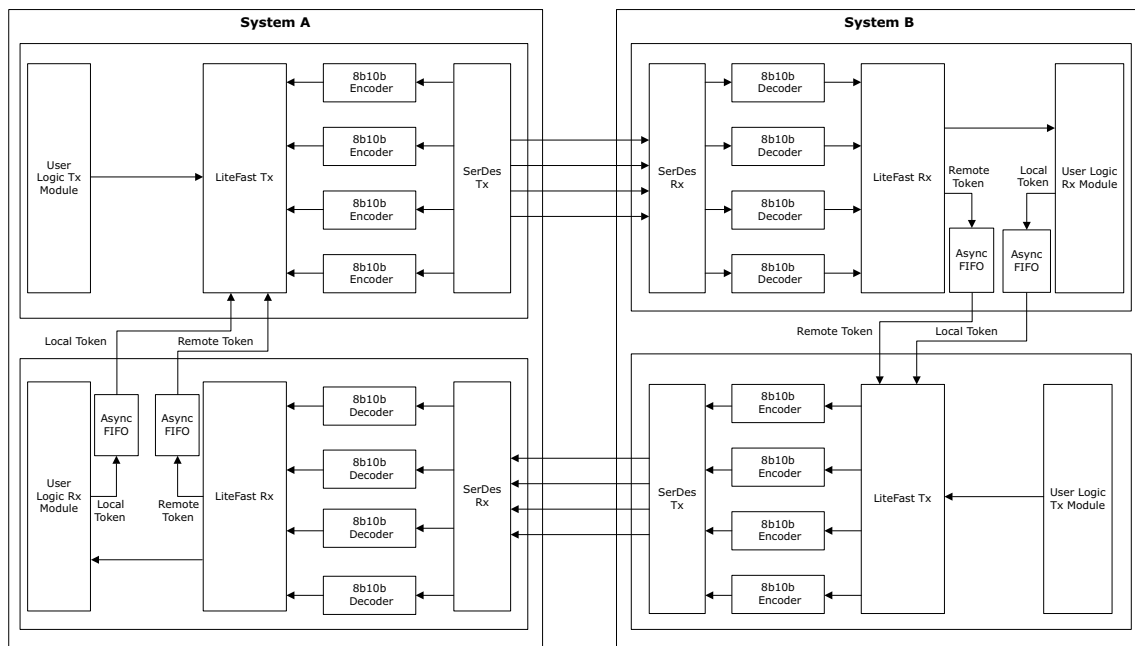 System A
System B
User
Logic Tx
Module
LiteFast Tx
8b10b
Encoder
8b10b
Encoder
8b10b
Encoder
8b10b
Encoder
SerDes
Tx
SerDes
Rx
8b10b
Decoder
8b10b
Decoder
8b10b
Decoder
8b10b
Decoder
LiteFast Rx
Remote
Token
Local
Token
User Logic
Rx Module
Async
FIFO
Async
FIFO
Local Token
Remote Token
Remote Token
Local Token
User
Logic Rx
Module
Async
FIFO
Async
FIFO
Local
Token
Remote
Token
LiteFast Rx
8b10b
Decoder
8b10b
Decoder
8b10b
Decoder
8b10b
Decoder
SerDes
Rx
SerDes
Tx
8b10b
Encoder
8b10b
Encoder
8b10b
Encoder
8b10b
Encoder
LiteFast Tx
User Logic
Tx Module